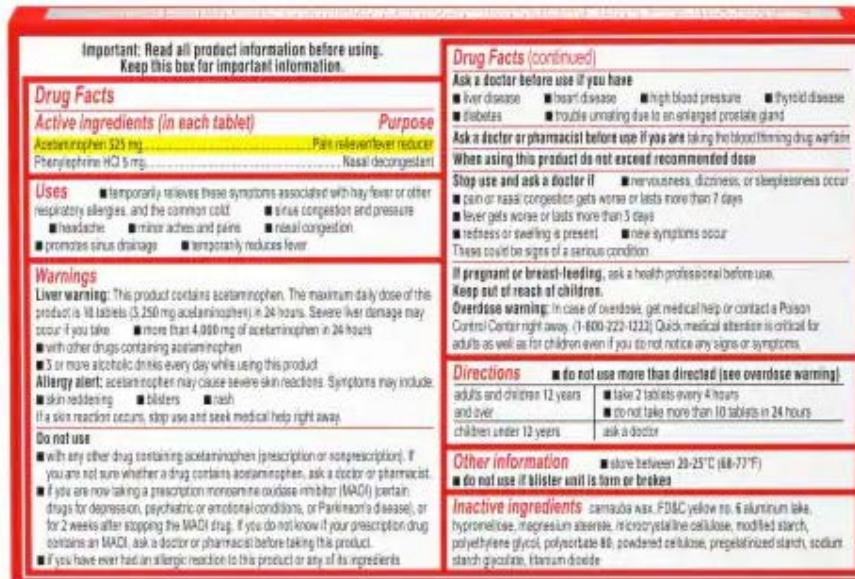 Important: Read all product information before using.
Keep this box for important information.
Drug Facts
Active ingredients (in each tablet) Purpose
Acetaminophen 325 mg Pain reliever/fever reducer
Phenylephrine HCl 5 mg Nasal decongestant
Uses ■ temporarily relieves these symptoms associated with hay fever or other
respiratory allergies, and the common cold ■ sinus congestion and pressure
■ headache ■ minor aches and pains ■ nasal congestion
■ promotes sinus drainage ■ temporarily reduces fever
Warnings
Liver warning: This product contains acetaminophen. The maximum daily dose of this
product is 10 tablets (3,250 mg acetaminophen) in 24 hours. Severe liver damage may
occur if you take ■ more than 4,000 mg of acetaminophen in 24 hours
■ with other drugs containing acetaminophen
■ 3 or more alcoholic drinks every day while using this product
Allergy alert: acetaminophen may cause severe skin reactions. Symptoms may include:
■ skin reddening ■ blisters ■ rash
If a skin reaction occurs, stop use and seek medical help right away.
Do not use
■ with any other drug containing acetaminophen (prescription or nonprescription). If
you are not sure whether a drug contains acetaminophen, ask a doctor or pharmacist.
■ if you are now taking a prescription monoamine oxidase inhibitor (MAOI) (certain
drugs for depression, psychiatric or emotional conditions, or Parkinson's disease), or
for 2 weeks after stopping the MAOI drug. If you do not know if your prescription drug
contains an MAOI, ask a doctor or pharmacist before taking this product.
■ if you have ever had an allergic reaction to this product or any of its ingredients
Drug Facts (continued)
Ask a doctor before use if you have
■ liver disease ■ heart disease ■ high blood pressure ■ thyroid disease
■ diabetes ■ trouble urinating due to an enlarged prostate gland
Ask a doctor or pharmacist before use if you are taking the blood thinning drug warfarin
When using this product do not exceed recommended dose
Stop use and ask a doctor if ■ nervousness, dizziness, or sleeplessness occur
■ pain or nasal congestion gets worse or lasts more than 7 days
■ fever gets worse or lasts more than 3 days
■ redness or swelling is present ■ new symptoms occur
These could be signs of a serious condition.
If pregnant or breast-feeding, ask a health professional before use.
Keep out of reach of children.
Overdose warning: In case of overdose, get medical help or contact a Poison
Control Center right away. (1-800-222-1222) Quick medical attention is critical for
adults as well as for children even if you do not notice any signs or symptoms.
Directions ■ do not use more than directed (see overdose warning)
adults and children 12 years ■ take 2 tablets every 4 hours
and over ■ do not take more than 10 tablets in 24 hours
children under 12 years ask a doctor
Other information ■ store between 20-25°C (68-77°F)
■ do not use if blister unit is torn or broken
Inactive ingredients carnauba wax, FD&C yellow no. 6 aluminum lake,
hypromellose, magnesium stearate, microcrystalline cellulose, modified starch,
polyethylene glycol, polysorbate 80, powdered cellulose, pregelatinized starch, sodium
starch glycolate, titanium dioxide